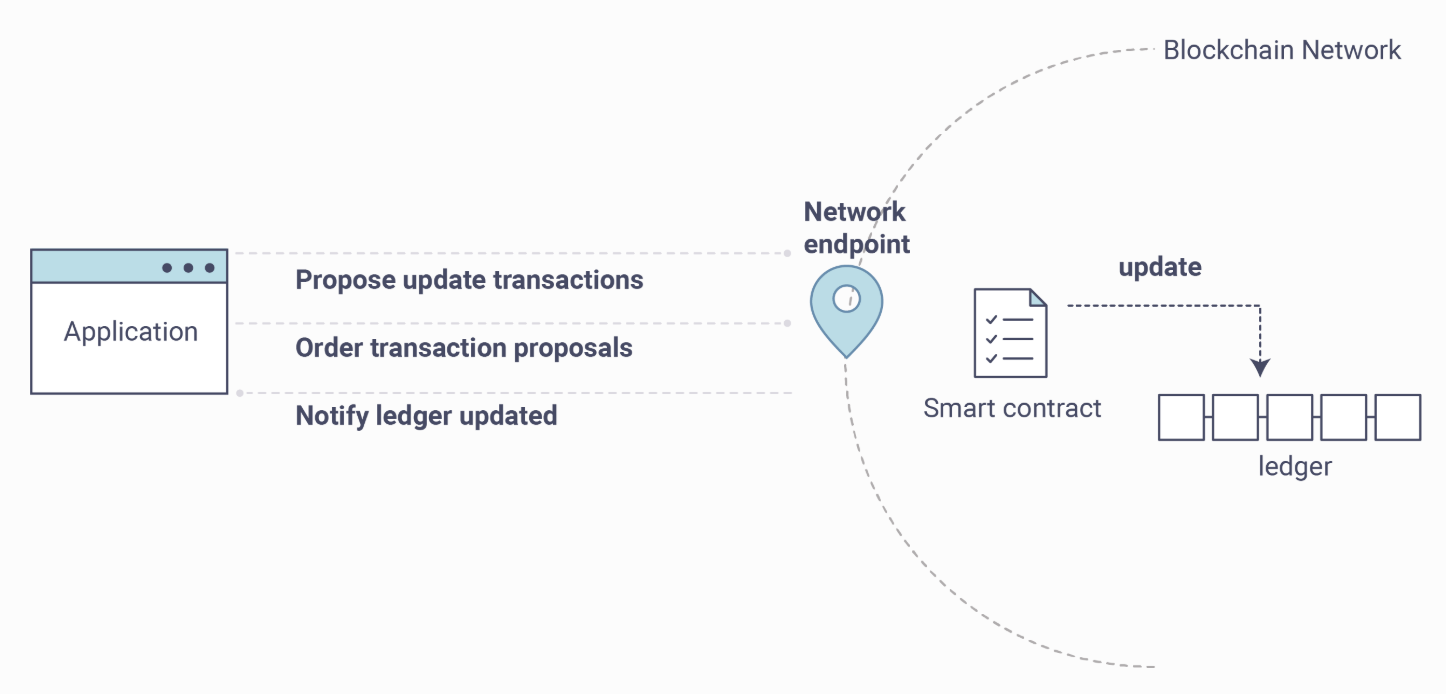 Blockchain Network
Network
endpoint
Propose update transactions
Application
Order transaction proposals
Notify ledger updated
update
Smart contract
ledger